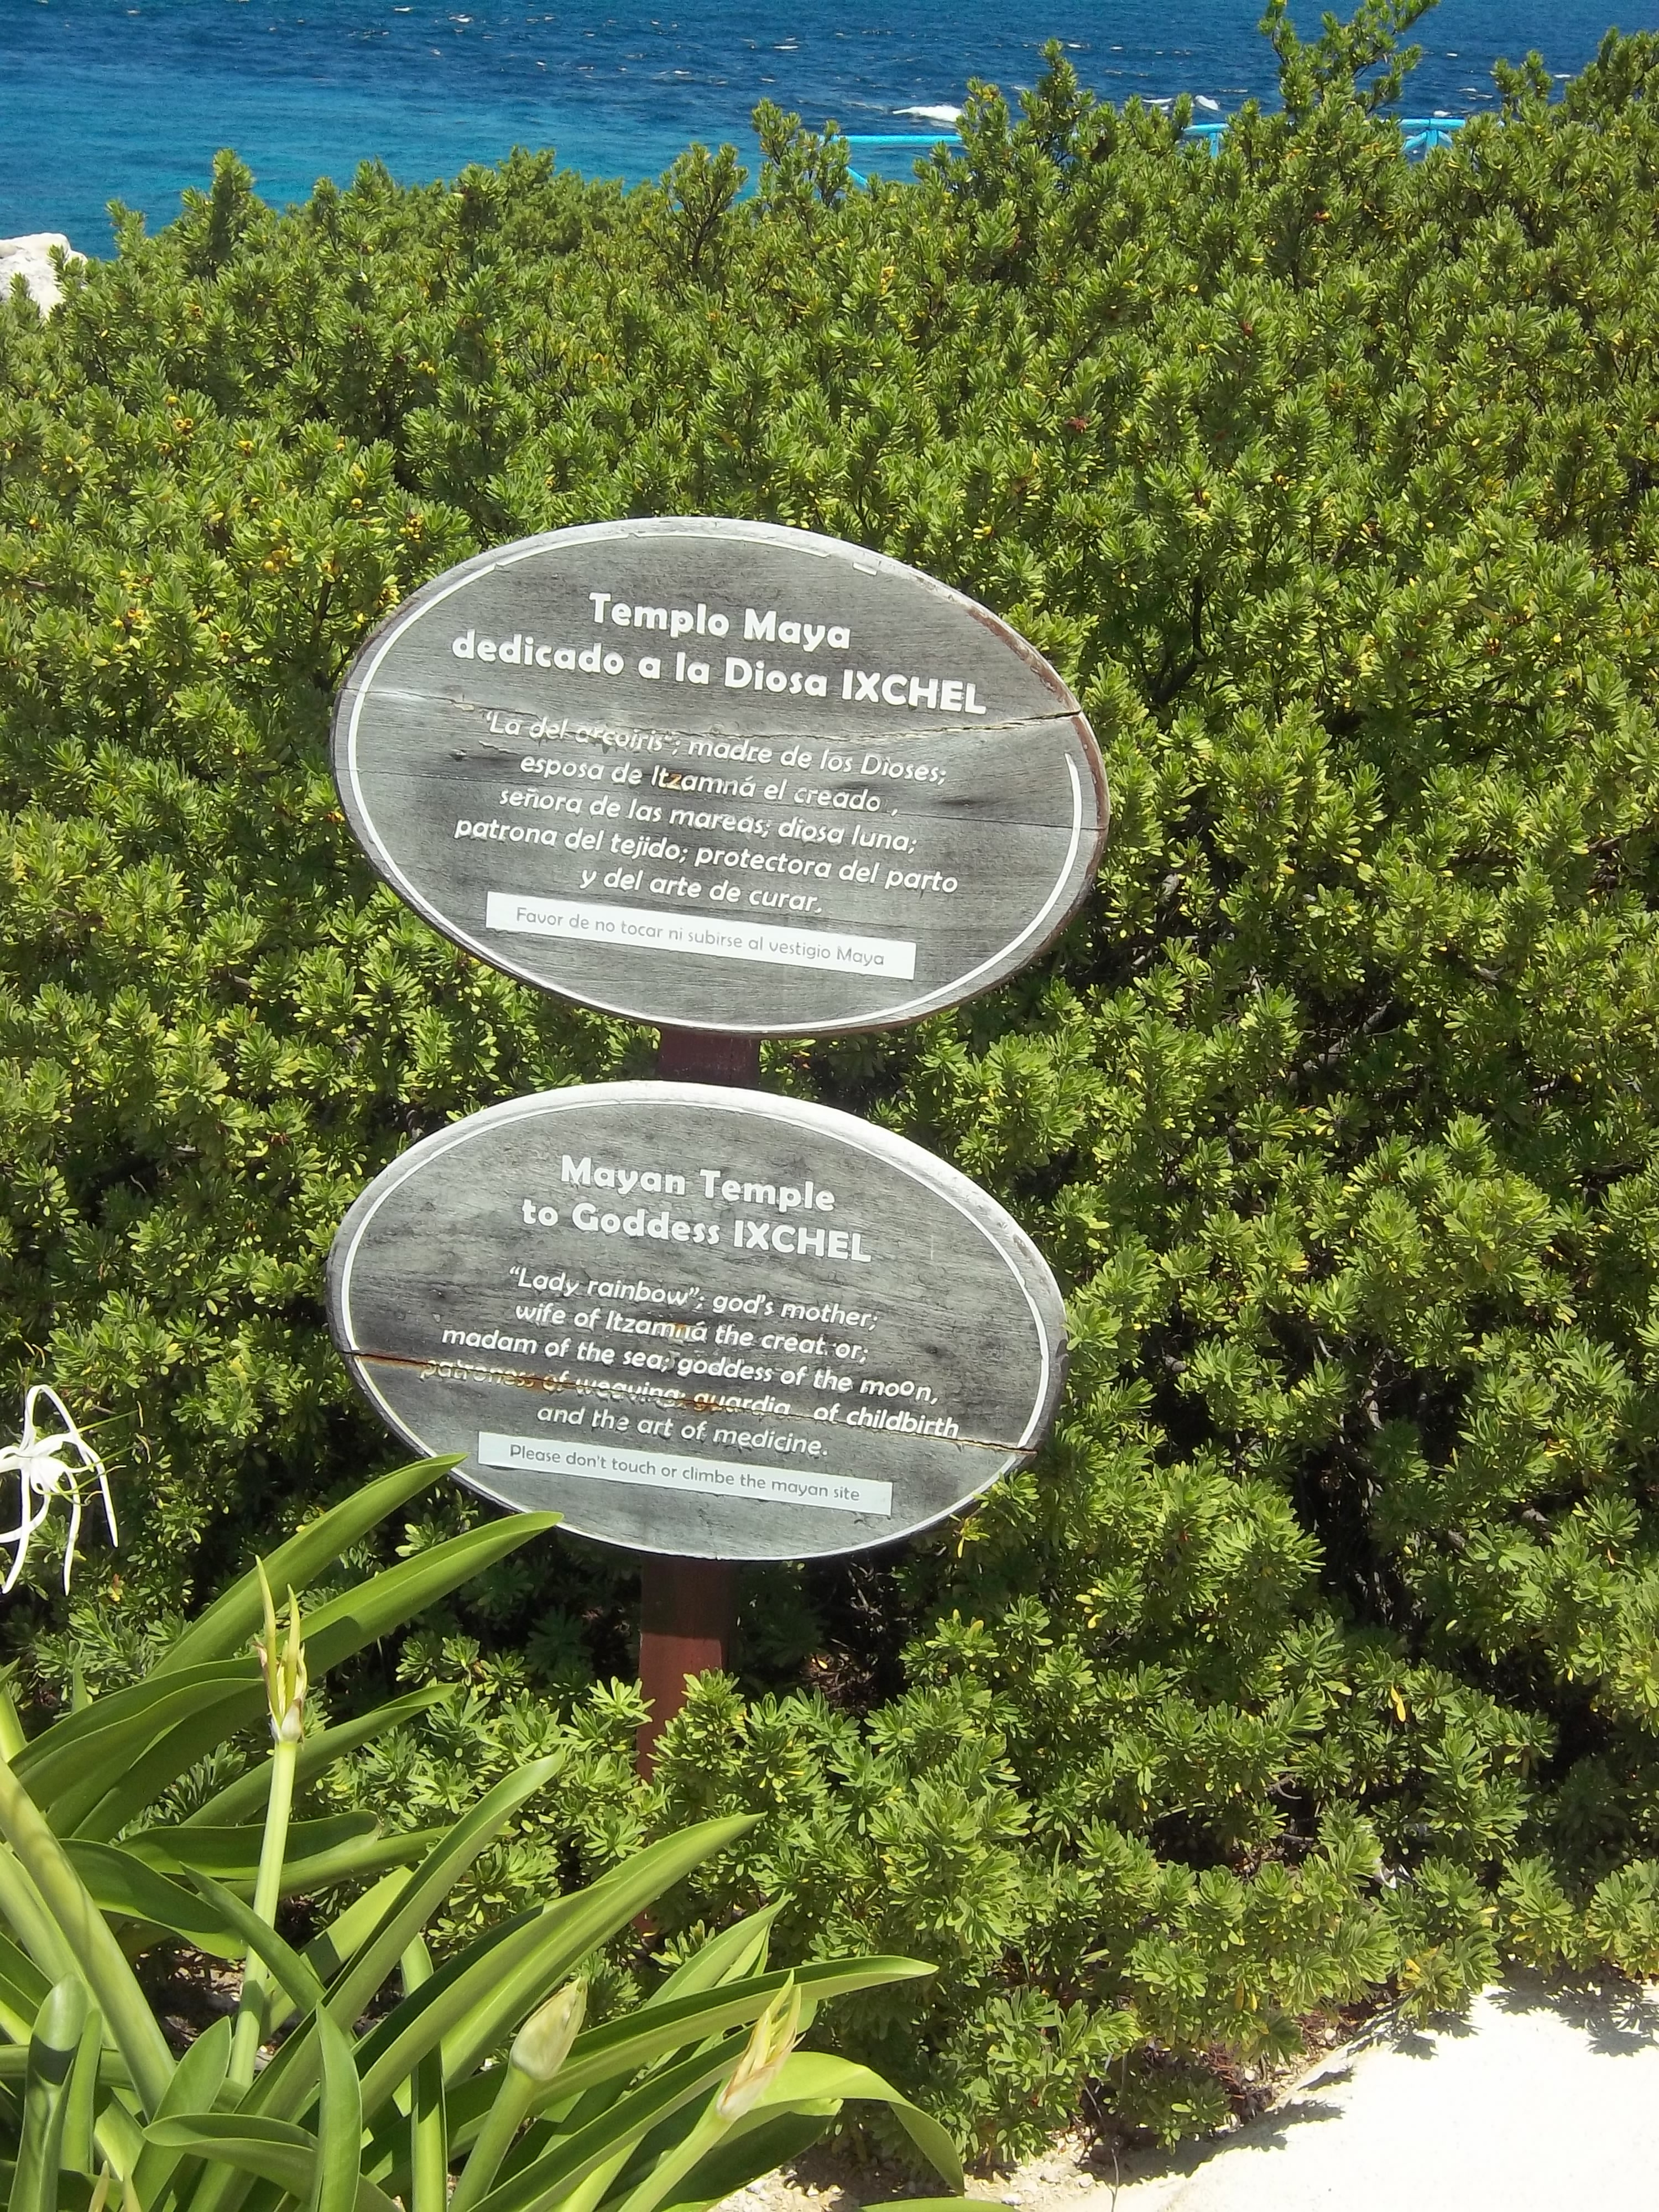 Templo Maya
dedicado a la Diosa IXCHEL
"La del arcoiris"; madre de los Dioses;
esposa de Itzamná el creado ,
señora de las mareas; diosa luna;
patrona del tejido; protectora del parto
y del arte de curar.
Favor de no tocar ni subirse al vestigio Maya
Mayan Temple
to Goddess IXCHEL
"Lady rainbow"; god's mother;
wife of Itzamná the creat or;
madam of the sea; goddess of the moon,
patroness of weaving; guardia of childbirth
and the art of medicine.
Please don't touch or climbe the mayan site